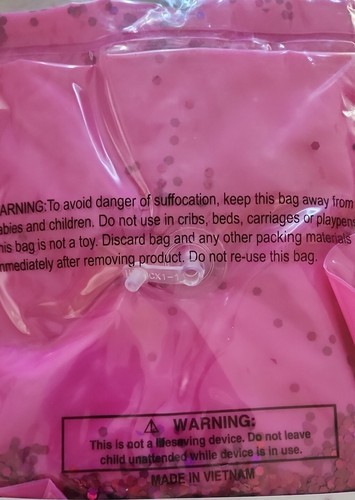 ARNING:To avoid danger of suffocation, keep this bag away from
abies and children. Do not use in cribs, beds, carriages or playpens
his bag is not a toy. Discard bag and any other packing materials
mmediately after removing product. Do not re-use this bag.
WARNING:
This is not a lifesaving device. Do not leave
child unattended while device is in use.
MADE IN VIETNAM